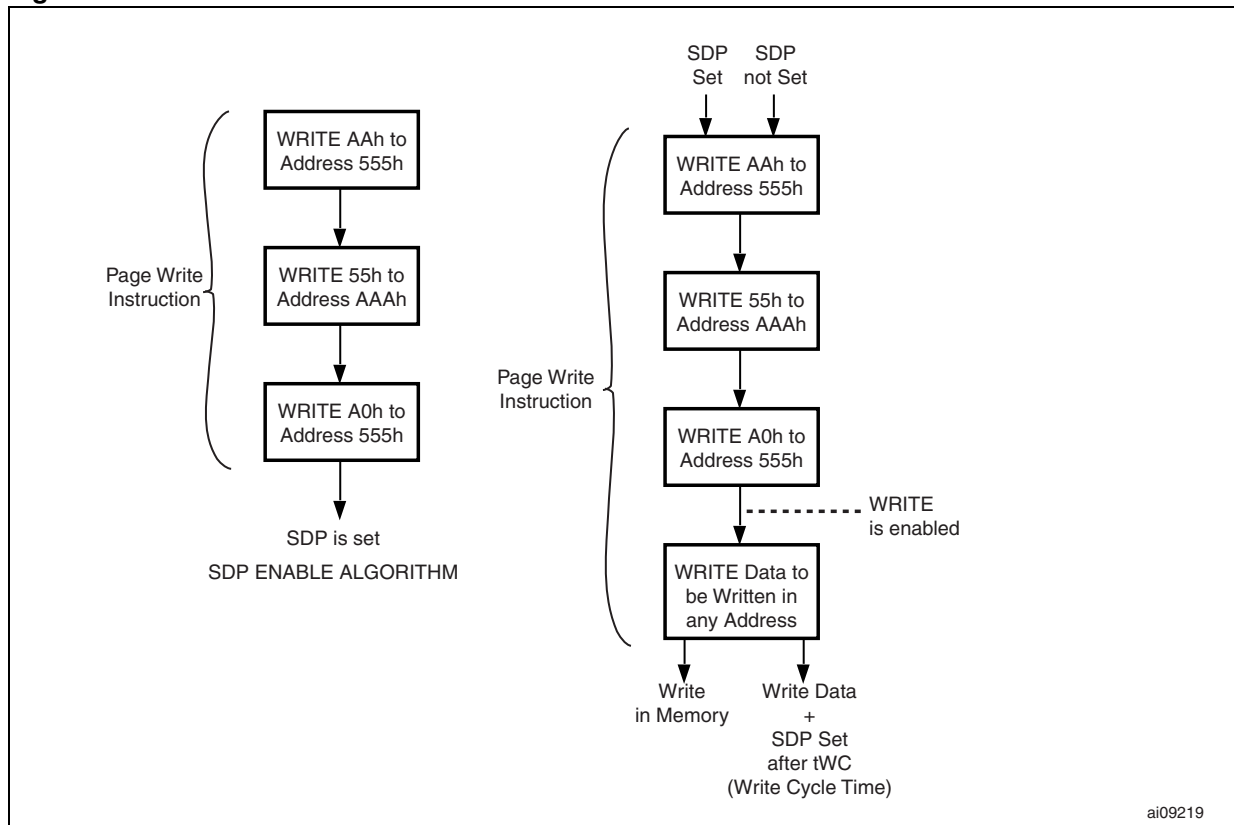 WRITE AAh to
Address 555h
WRITE 55h to
Address AAAh
Page Write
Instruction
WRITE A0h to
Address 555h
SDP is set
SDP ENABLE ALGORITHM
SDP
Set
SDP
not Set
WRITE AAh to
Address 555h
WRITE 55h to
Address AAAh
Page Write
Instruction
WRITE A0h to
Address 555h
WRITE
is enabled
WRITE Data to
be Written in
any Address
Write
in Memory
Write Data
+
SDP Set
after tWC
(Write Cycle Time)
ai09219